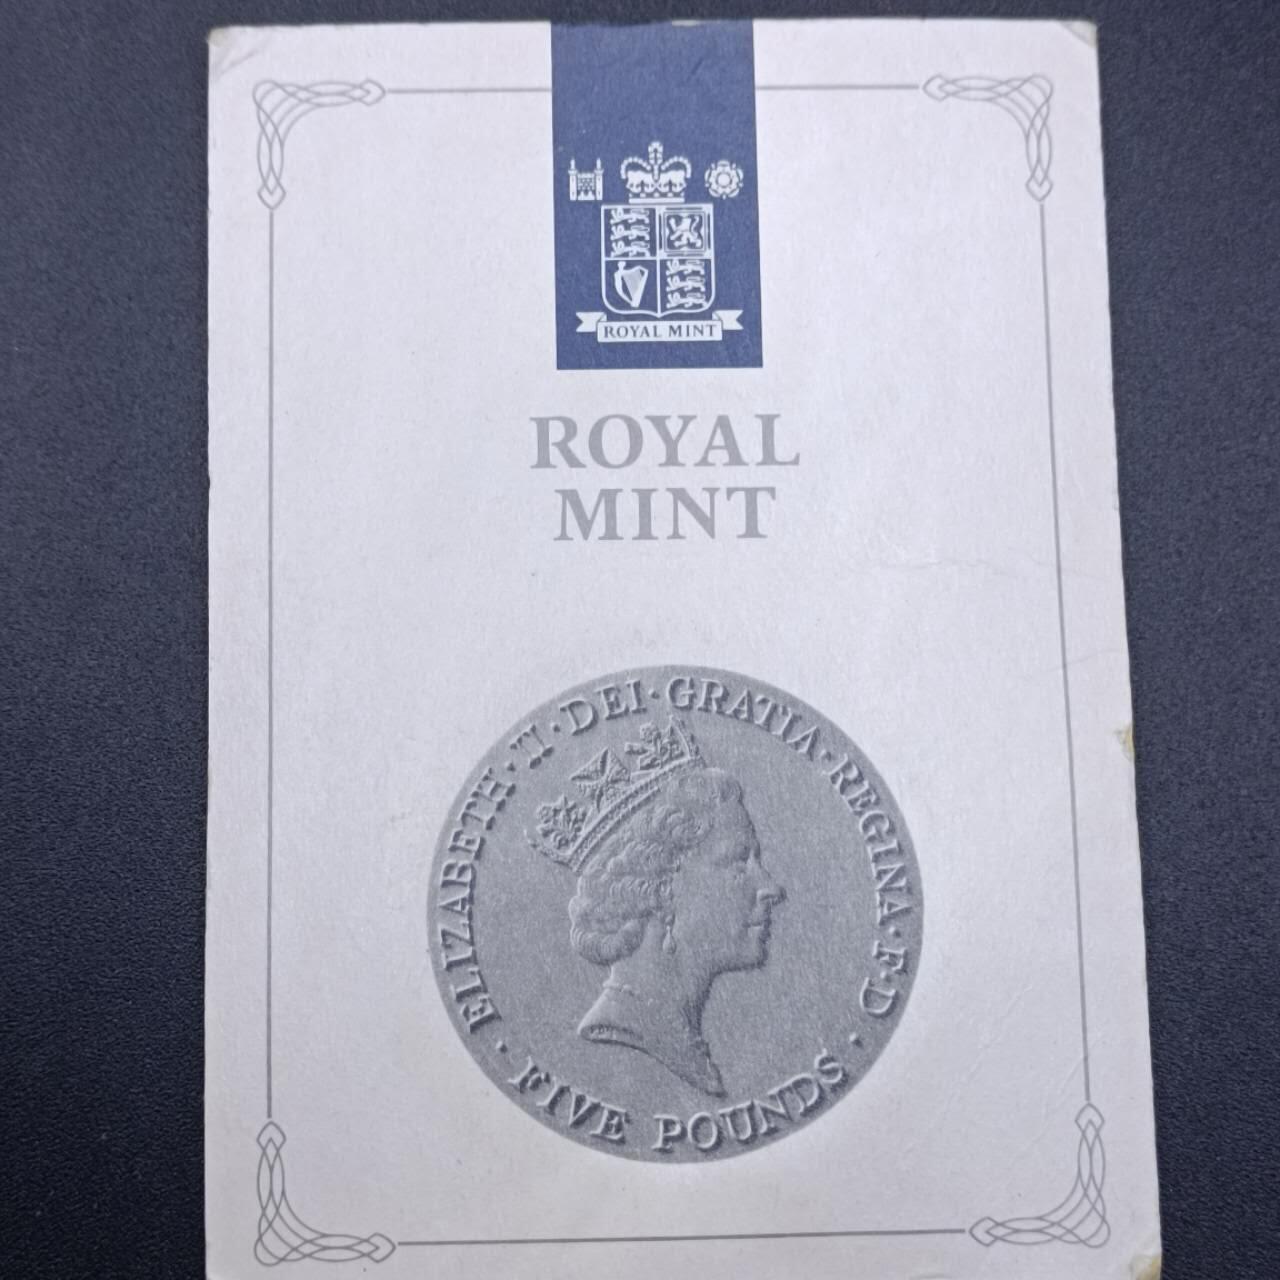 ROYAL MINT
ROYAL
MINT
ELIZABETH·II·DEI·GRATIA·REGINA·F·D·
·FIVE POUNDS·